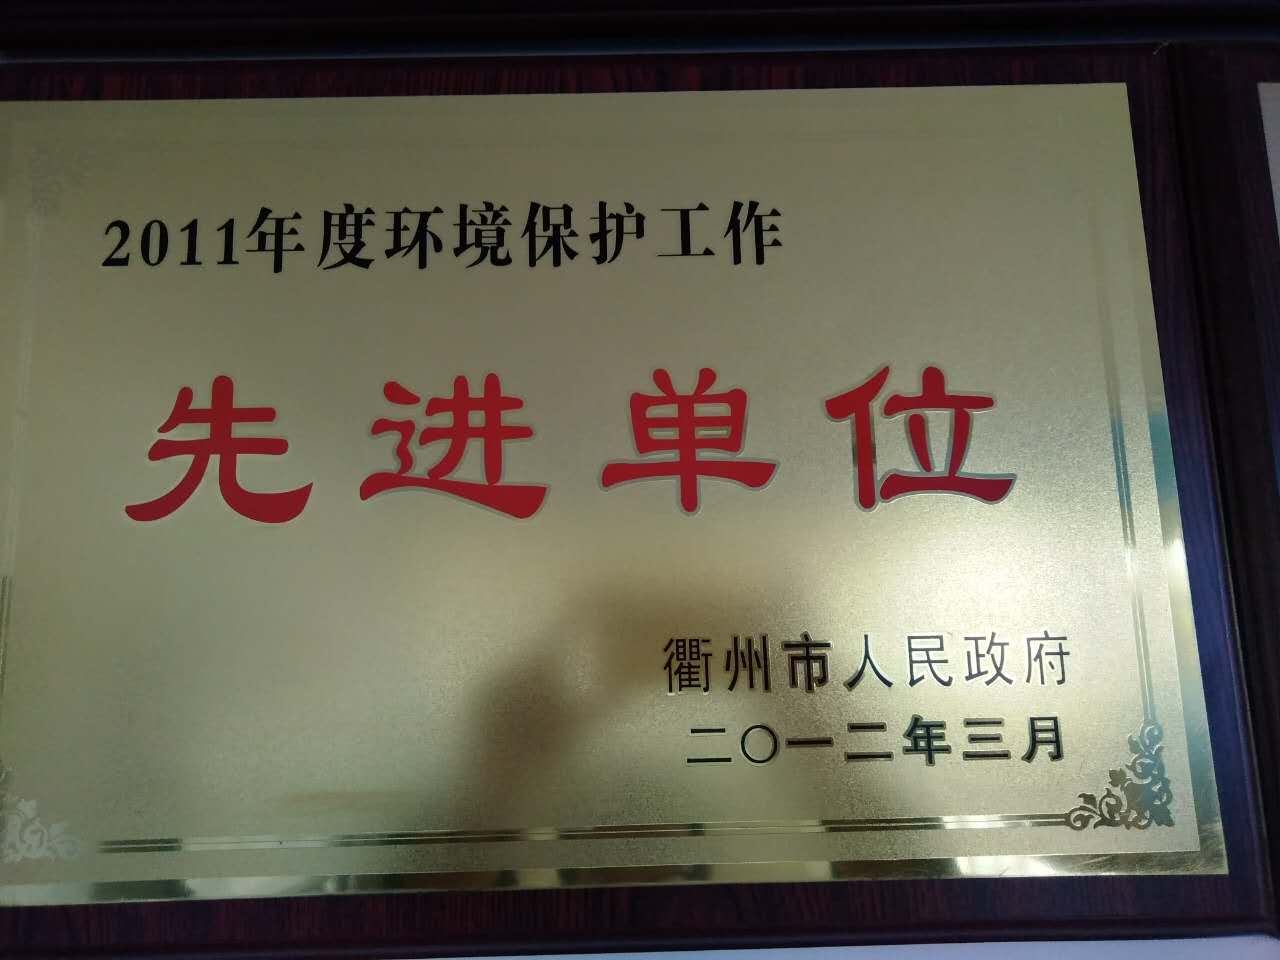 2011年度环境保护工作
先进单位
衢州市人民政府
二〇一二年三月